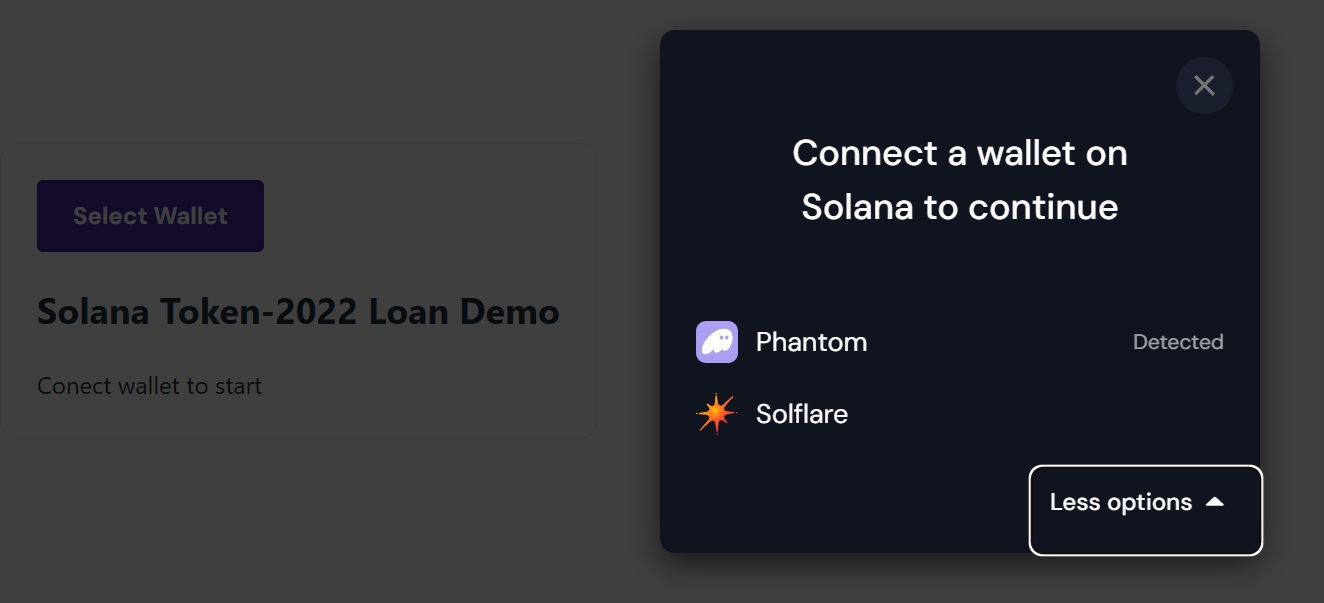 Select Wallet
Solana Token-2022 Loan Demo
Conect wallet to start
Connect a wallet on
Solana to continue
Phantom Detected
Solflare
Less options